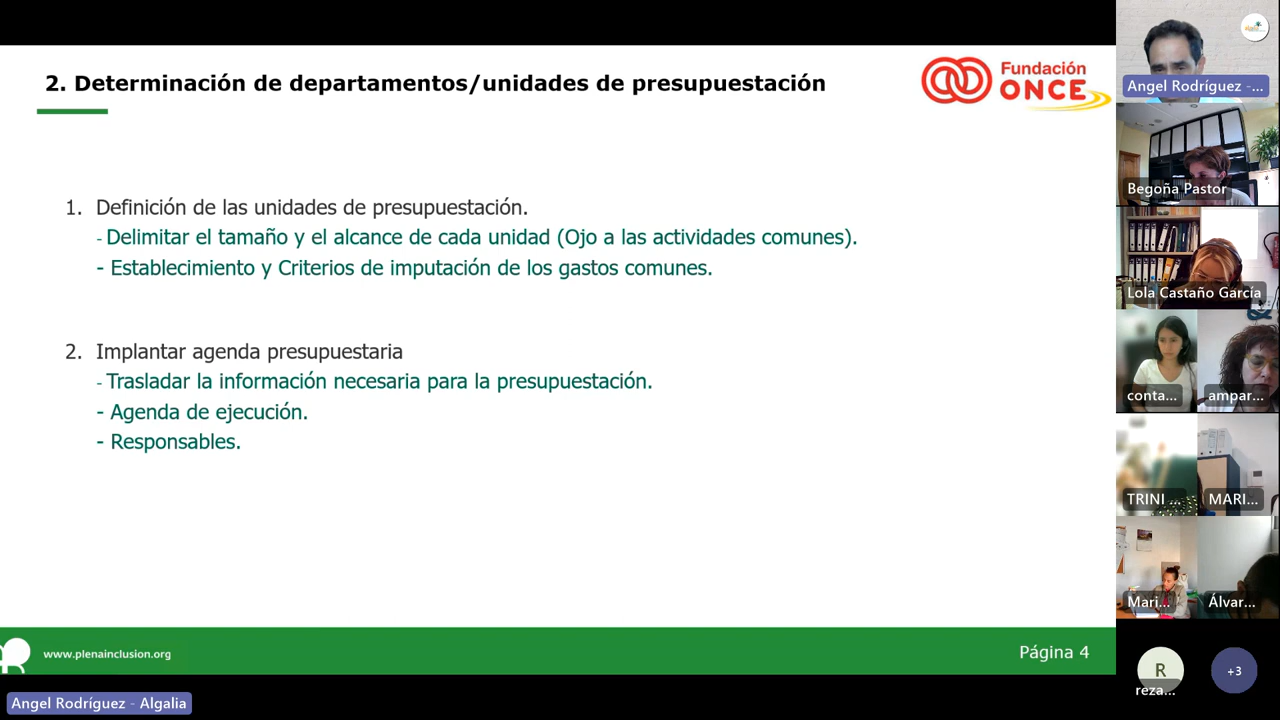 2. Determinación de departamentos/unidades de presupuestación
Fundación
ONCE
1. Definición de las unidades de presupuestación.
- Delimitar el tamaño y el alcance de cada unidad (Ojo a las actividades comunes).
- Establecimiento y Criterios de imputación de los gastos comunes.
2. Implantar agenda presupuestaria
- Trasladar la información necesaria para la presupuestación.
- Agenda de ejecución.
- Responsables.
www.plenainclusion.org
Página 4
Angel Rodríguez - Algalia
Angel Rodríguez -...
Begoña Pastor
Lola Castaño García
conta...
ampar...
TRINI ...
MARI...
Mari...
Álvar...
R
reza...
+3